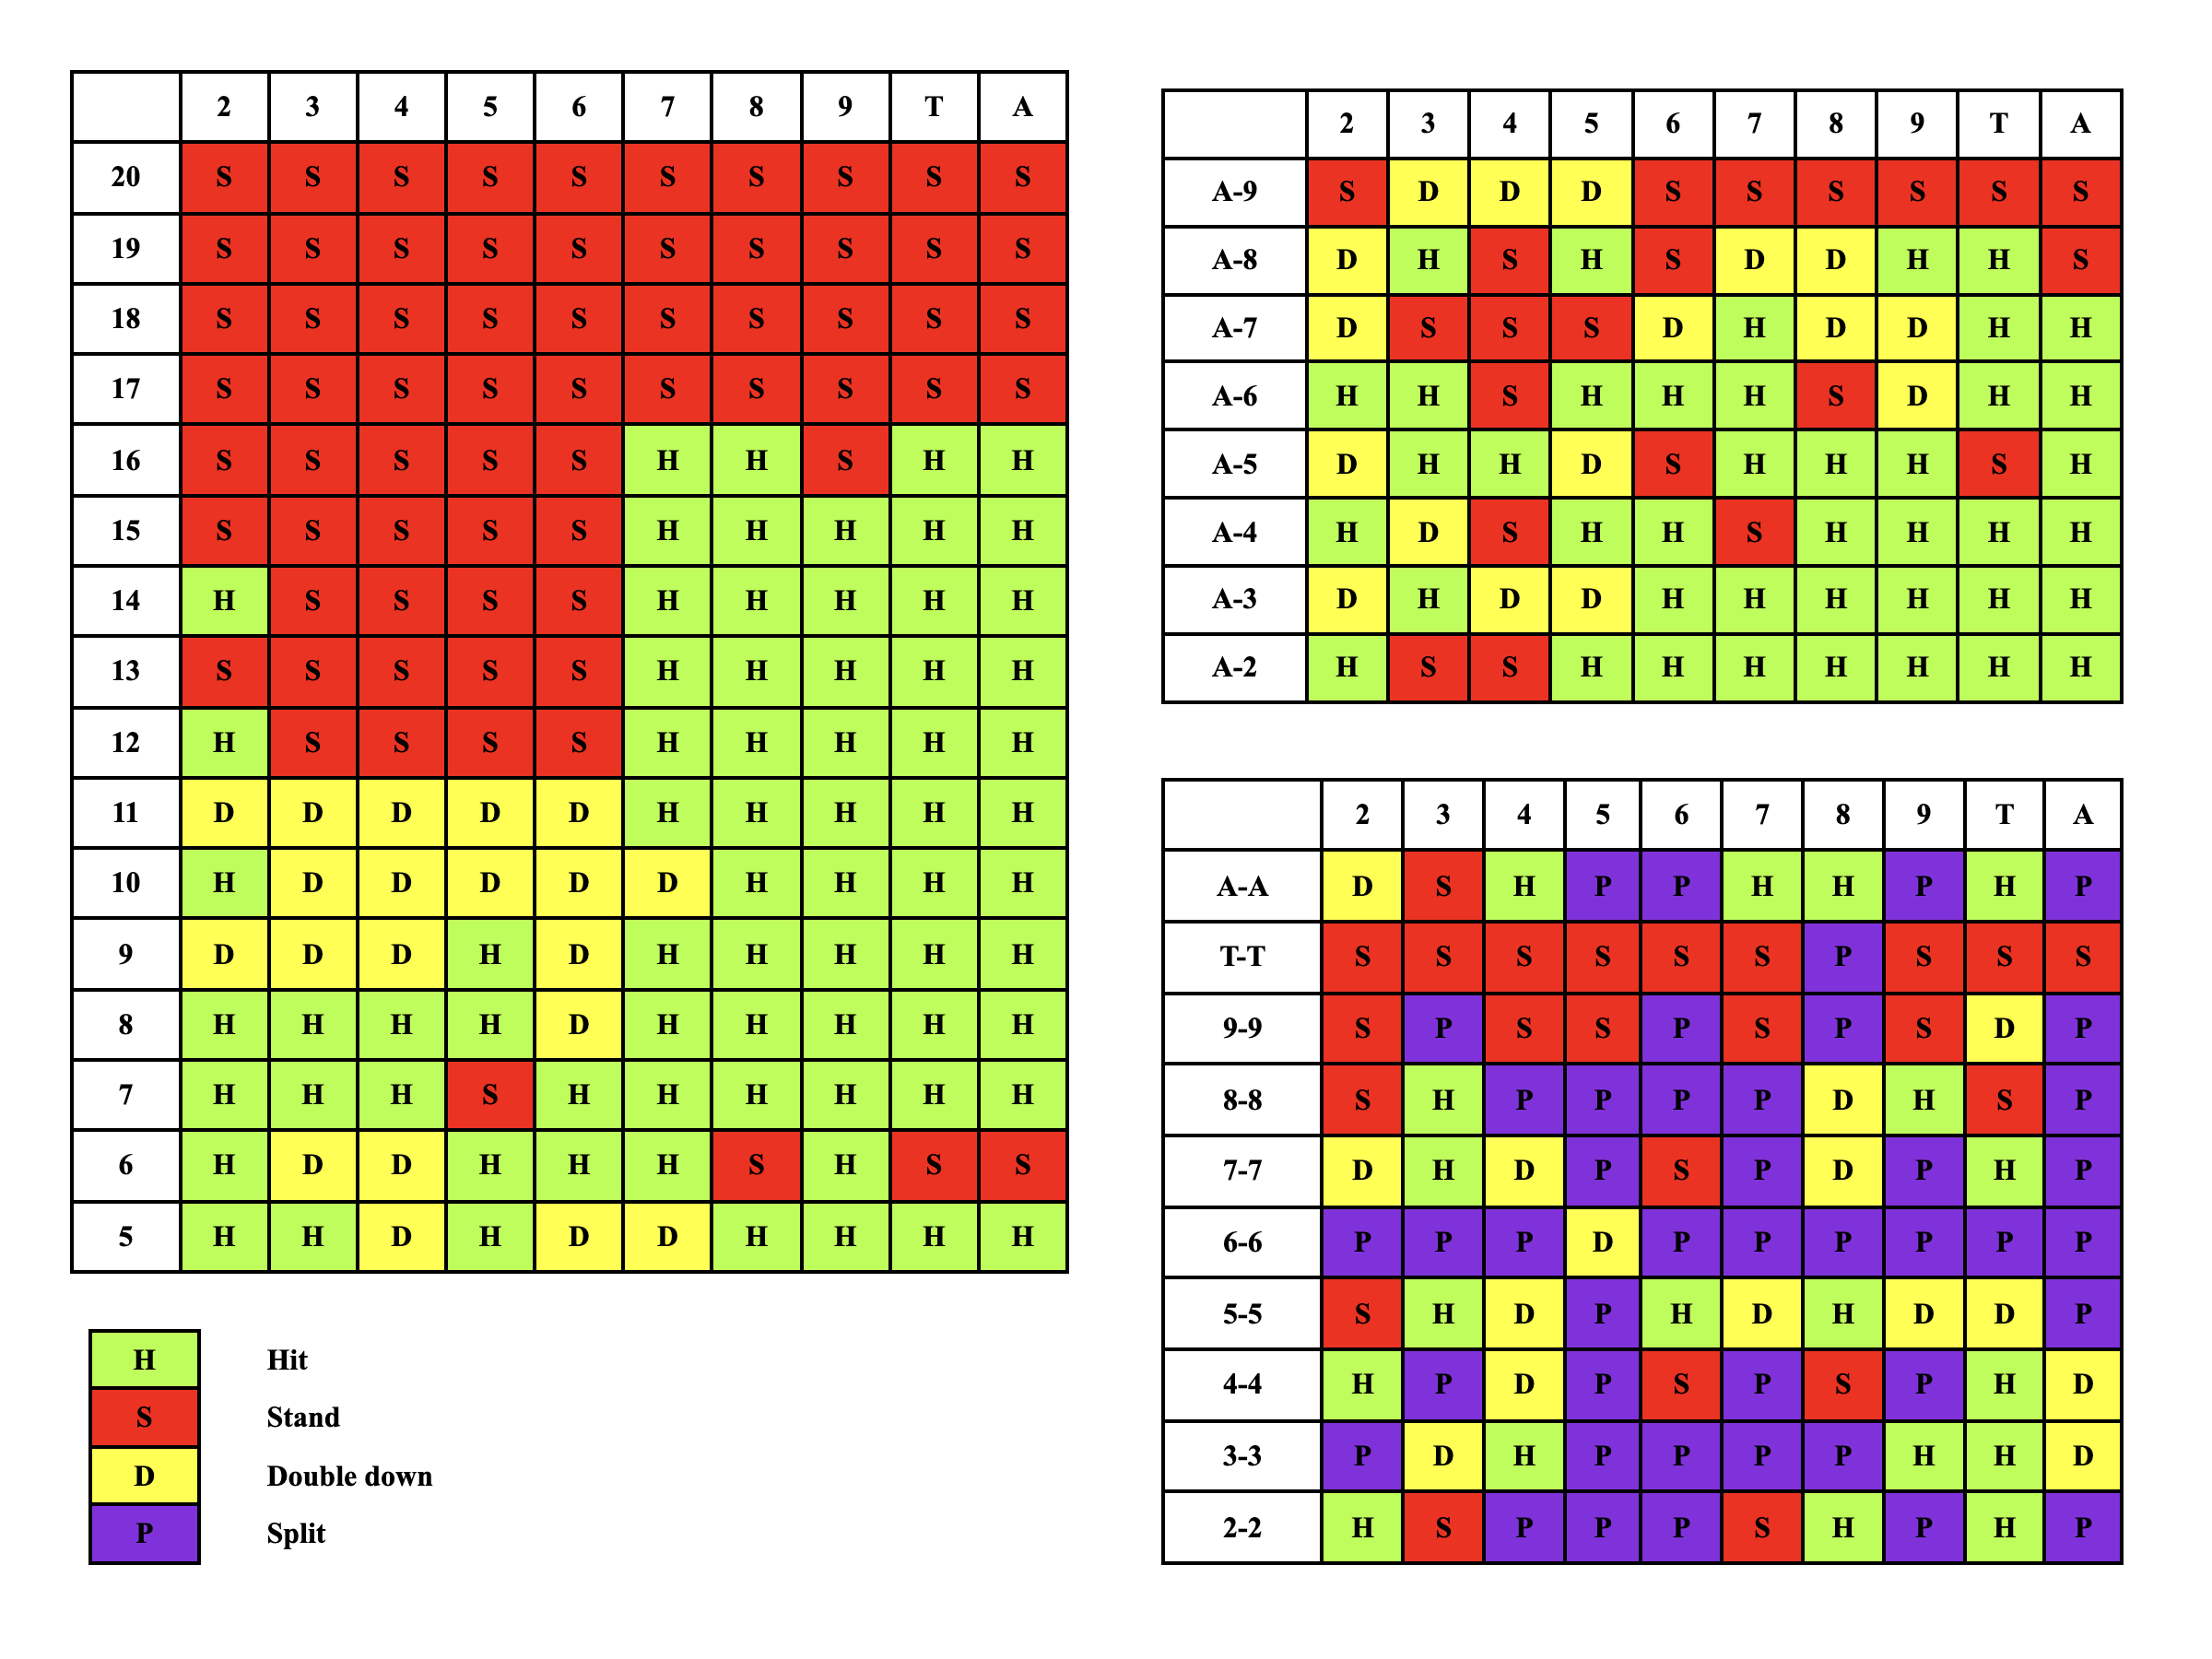 2 3 4 5 6 7 8 9 T A
20 S S S S S S S S S S
19 S S S S S S S S S S
18 S S S S S S S S S S
17 S S S S S S S S S S
16 S S S S S H H S H H
15 S S S S S H H H H H
14 H S S S S H H H H H
13 S S S S S H H H H H
12 H S S S S H H H H H
11 D D D D D H H H H H
10 H D D D D D H H H H
9 D D D H D H H H H H
8 H H H H D H H H H H
7 H H H S H H H H H H
6 H D D H H H S H S S
5 H H D H D D H H H H
H Hit
S Stand
D Double down
P Split
2 3 4 5 6 7 8 9 T A
A-9 S D D D S S S S S S
A-8 D H S H S D D H H S
A-7 D S S S D H D D H H
A-6 H H S H H H S D H H
A-5 D H H D S H H H S H
A-4 H D S H H S H H H H
A-3 D H D D H H H H H H
A-2 H S S H H H H H H H
2 3 4 5 6 7 8 9 T A
A-A D S H P P H H P H P
T-T S S S S S S P S S S
9-9 S P S S P S P S D P
8-8 S H P P P P D H S P
7-7 D H D P S P D P H P
6-6 P P P D P P P P P P
5-5 S H D P H D H D D P
4-4 H P D P S P S P H D
3-3 P D H P P P P H H D
2-2 H S P P P S H P H P